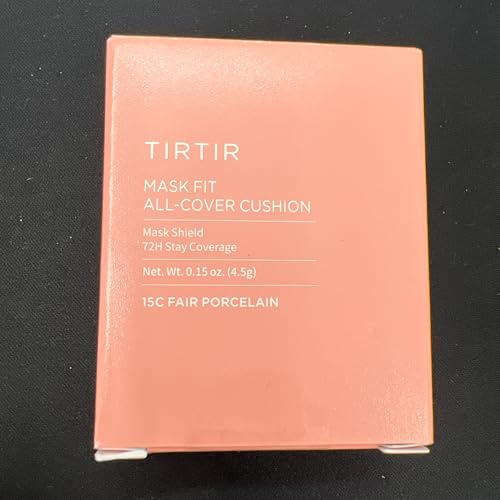 TIRTIR
MASK FIT
ALL-COVER CUSHION
Mask Shield
72H Stay Coverage
Net. Wt. 0.15 oz. (4.5g)
15C FAIR PORCELAIN